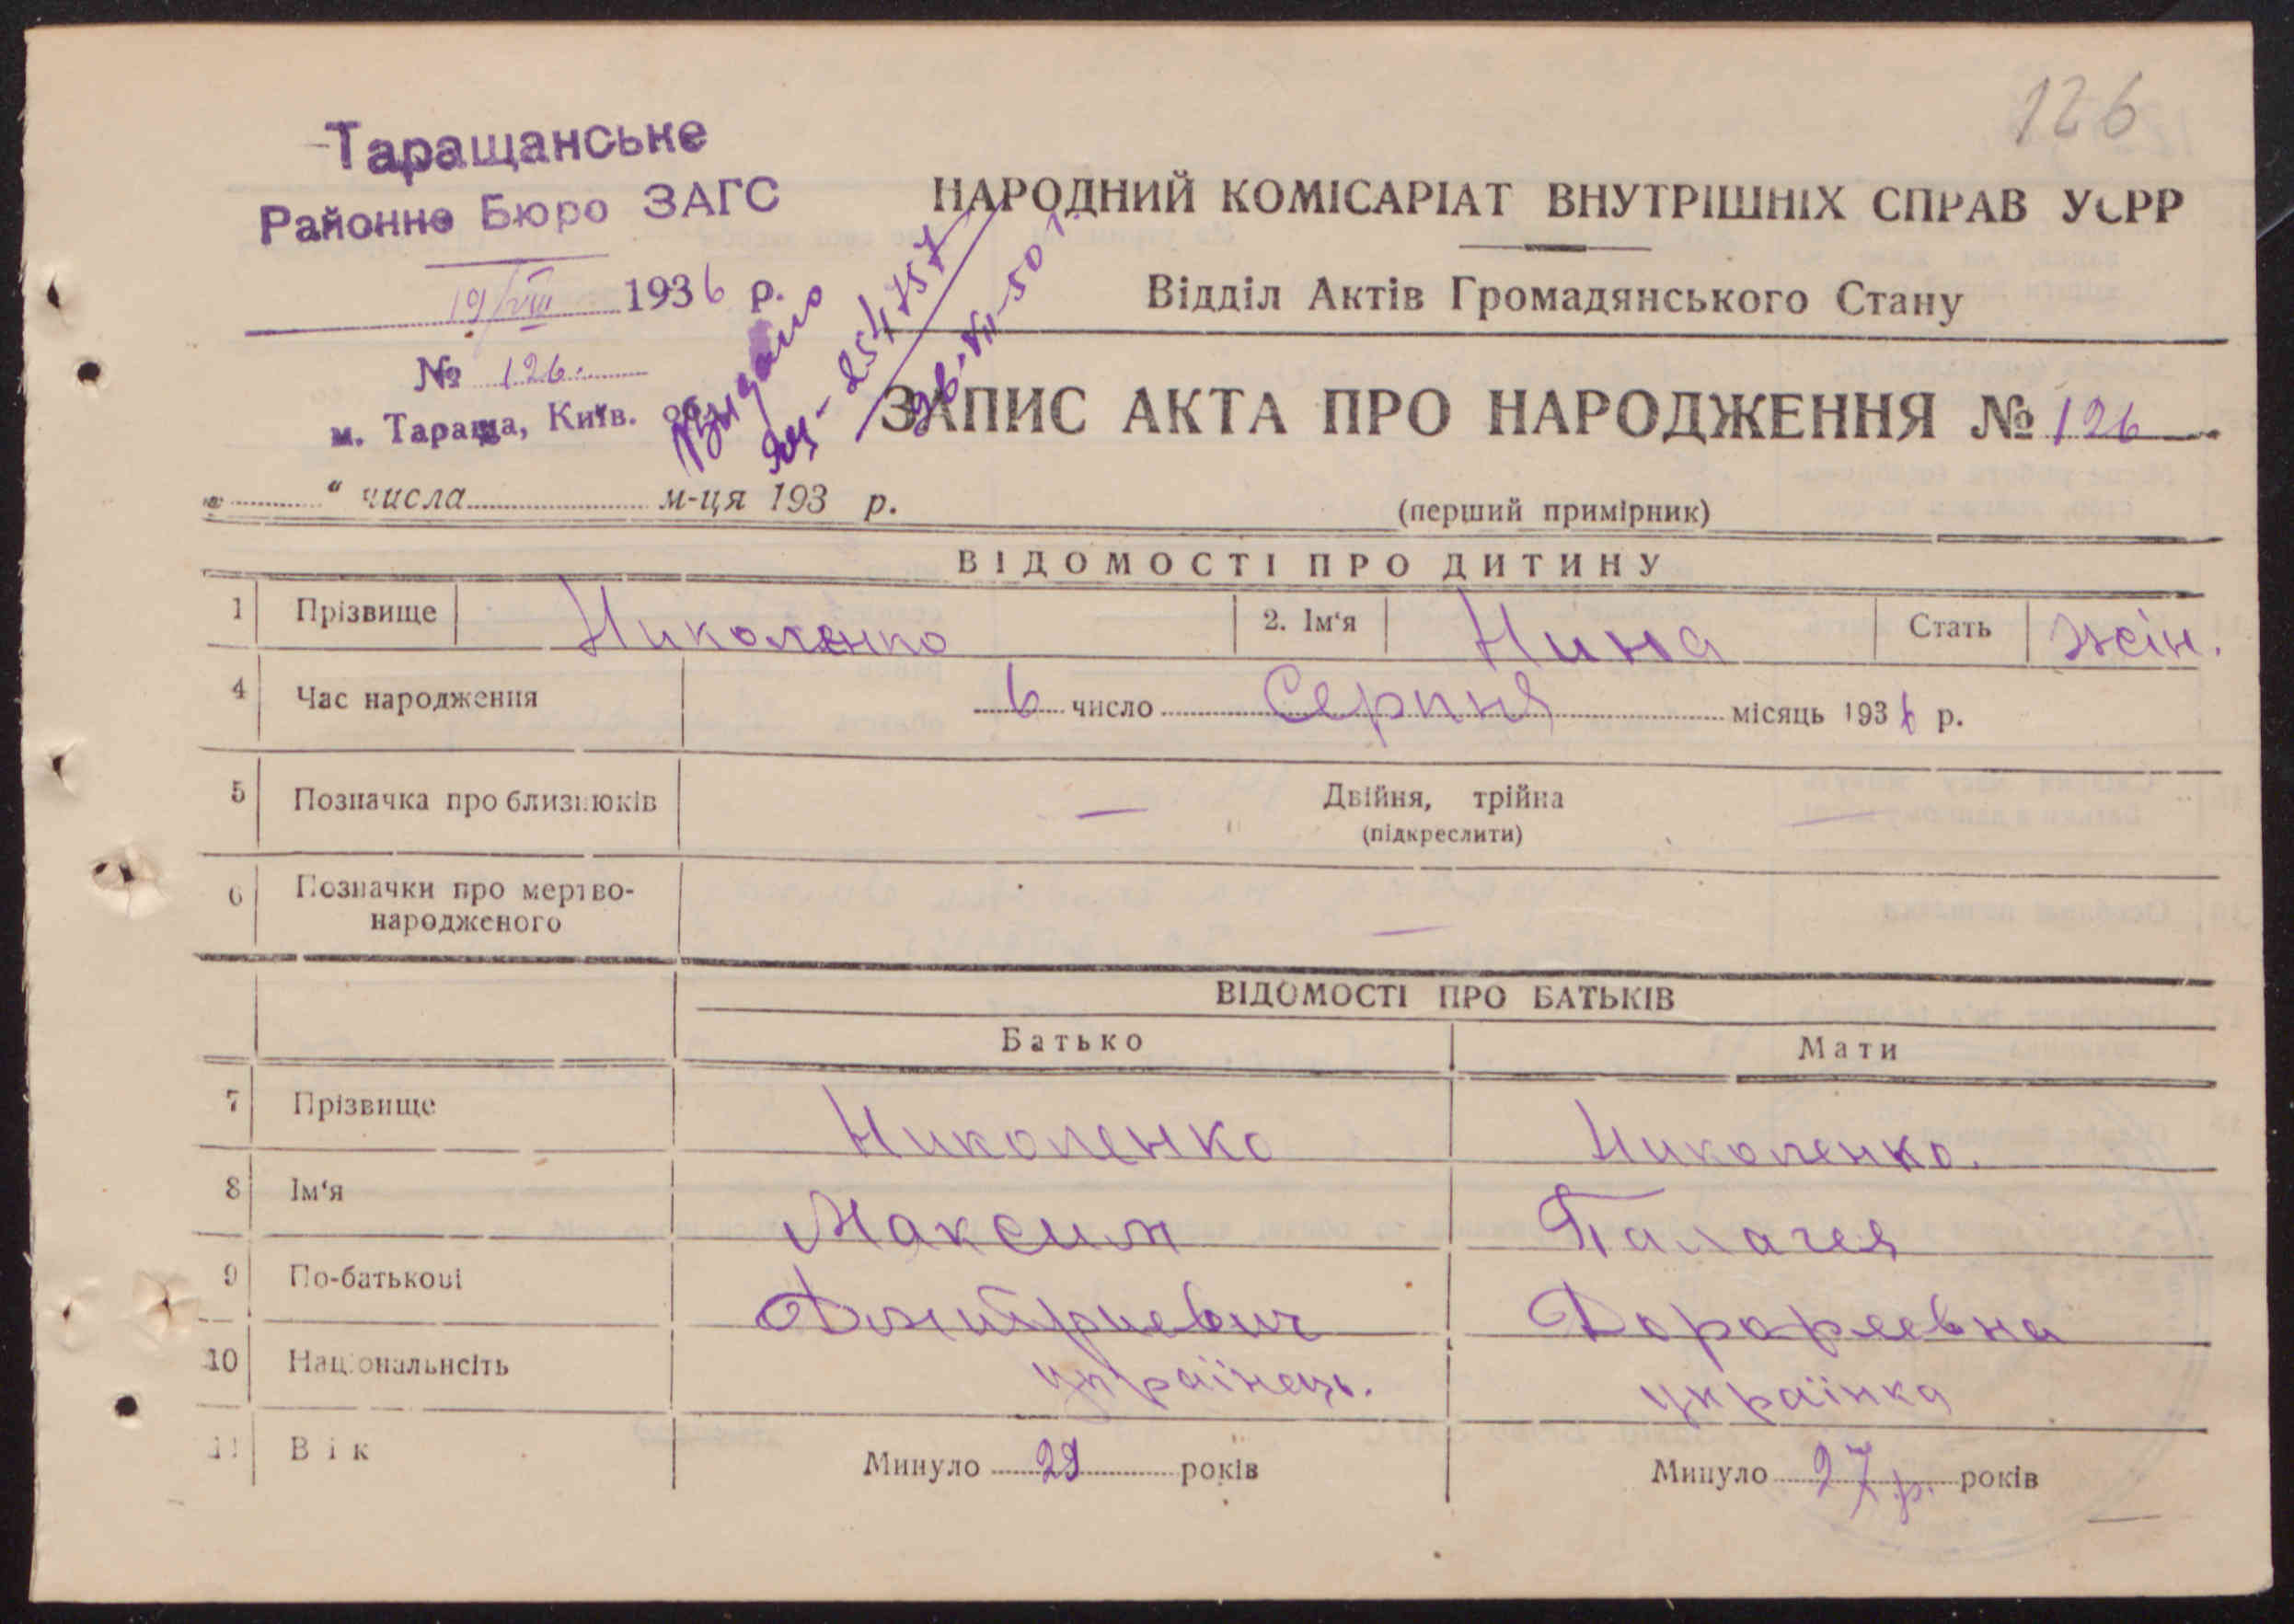 126
Таращанське
Районне Бюро ЗАГС
19/VIII 1936 р.
№ 126.
м. Тараща, Київ.
Видано
НАРОДНИЙ КОМІСАРІАТ ВНУТРІШНІХ СПРАВ УСРР
Відділ Актів Громадянського Стану
ЗАПИС АКТА ПРО НАРОДЖЕННЯ № 126
„ “ числа м-ця 193 р.
(перший примірник)
ВІДОМОСТІ ПРО ДИТИНУ
1 Прізвище Николенко 2. Ім‘я Нина Стать жін.
4 Час народження 6 число Серпня місяць 1936 р.
5 Позначка про близнюків — Двійня, трійна
(підкреслити)
6 Позначки про мертво-
народженого —
ВІДОМОСТІ ПРО БАТЬКІВ
Батько Мати
7 Прізвище Николенко Николенко.
8 Ім‘я Максим Палагея
9 По-батькові Дмитриевич
10 Національнсіть українець. українка
11 Вік Минуло 29 років Минуло 27 р. років